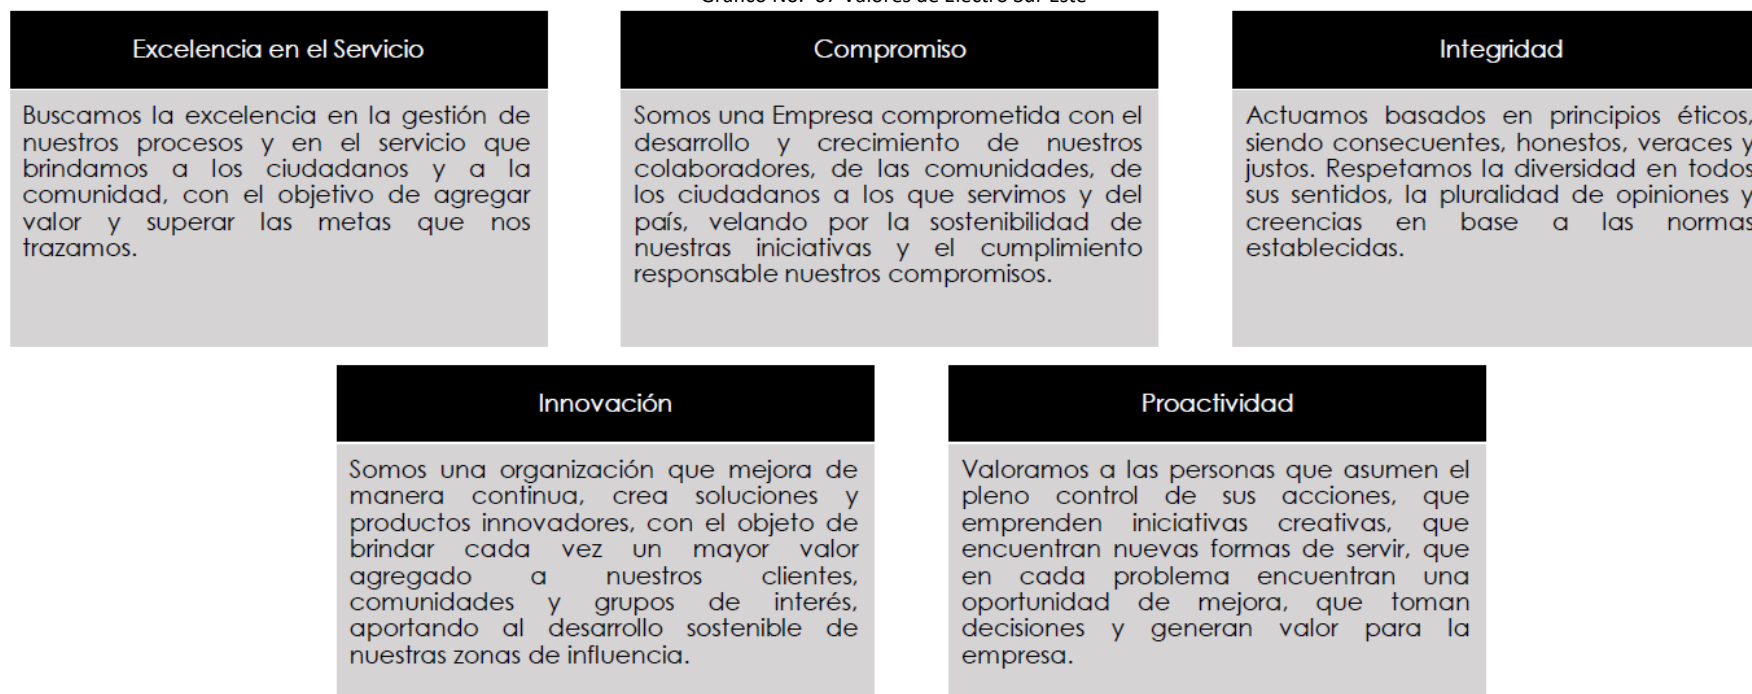 Gráfico No. 07 Valores de Electro Sur Este
Excelencia en el Servicio
Buscamos la excelencia en la gestión de
nuestros procesos y en el servicio que
brindamos a los ciudadanos y a la
comunidad, con el objetivo de agregar
valor y superar las metas que nos
trazamos.
Compromiso
Somos una Empresa comprometida con el
desarrollo y crecimiento de nuestros
colaboradores, de las comunidades, de
los ciudadanos a los que servimos y del
país, velando por la sostenibilidad de
nuestras iniciativas y el cumplimiento
responsable nuestros compromisos.
Integridad
Actuamos basados en principios éticos,
siendo consecuentes, honestos, veraces y
justos. Respetamos la diversidad en todos
sus sentidos, la pluralidad de opiniones y
creencias en base a las normas
establecidas.
Innovación
Somos una organización que mejora de
manera continua, crea soluciones y
productos innovadores, con el objeto de
brindar cada vez un mayor valor
agregado a nuestros clientes,
comunidades y grupos de interés,
aportando al desarrollo sostenible de
nuestras zonas de influencia.
Proactividad
Valoramos a las personas que asumen el
pleno control de sus acciones, que
emprenden iniciativas creativas, que
encuentran nuevas formas de servir, que
en cada problema encuentran una
oportunidad de mejora, que toman
decisiones y generan valor para la
empresa.